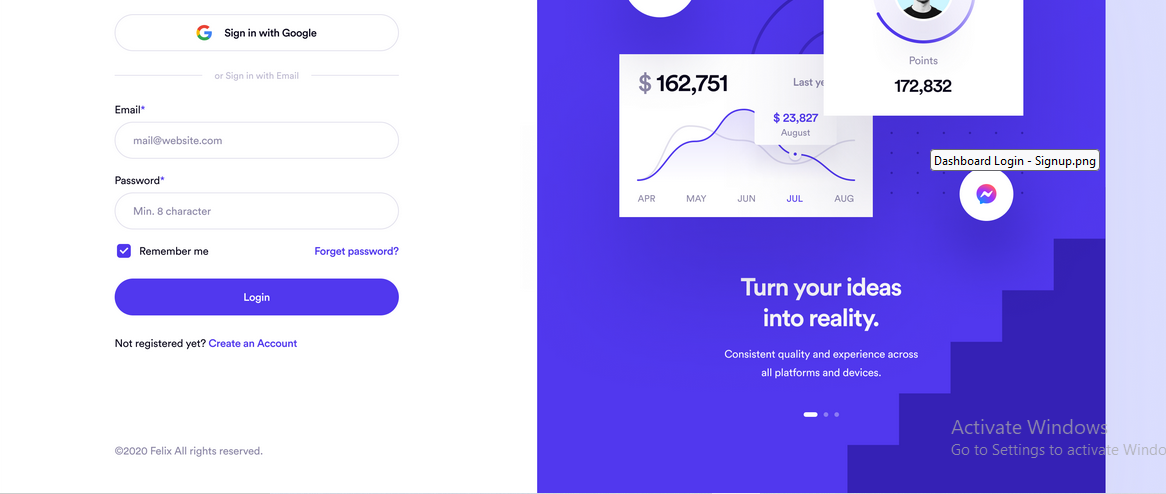 Sign in with Google
or Sign in with Email
Email*
mail@website.com
Password*
Min. 8 character
Remember me
Forget password?
Login
Not registered yet? Create an Account
©2020 Felix All rights reserved.
Points
172,832
$ 162,751
Last ye
$ 23,827
August
APR MAY JUN JUL AUG
Dashboard Login - Signup.png
Turn your ideas
into reality.
Consistent quality and experience across
all platforms and devices.
Activate Windows
Go to Settings to activate Windo